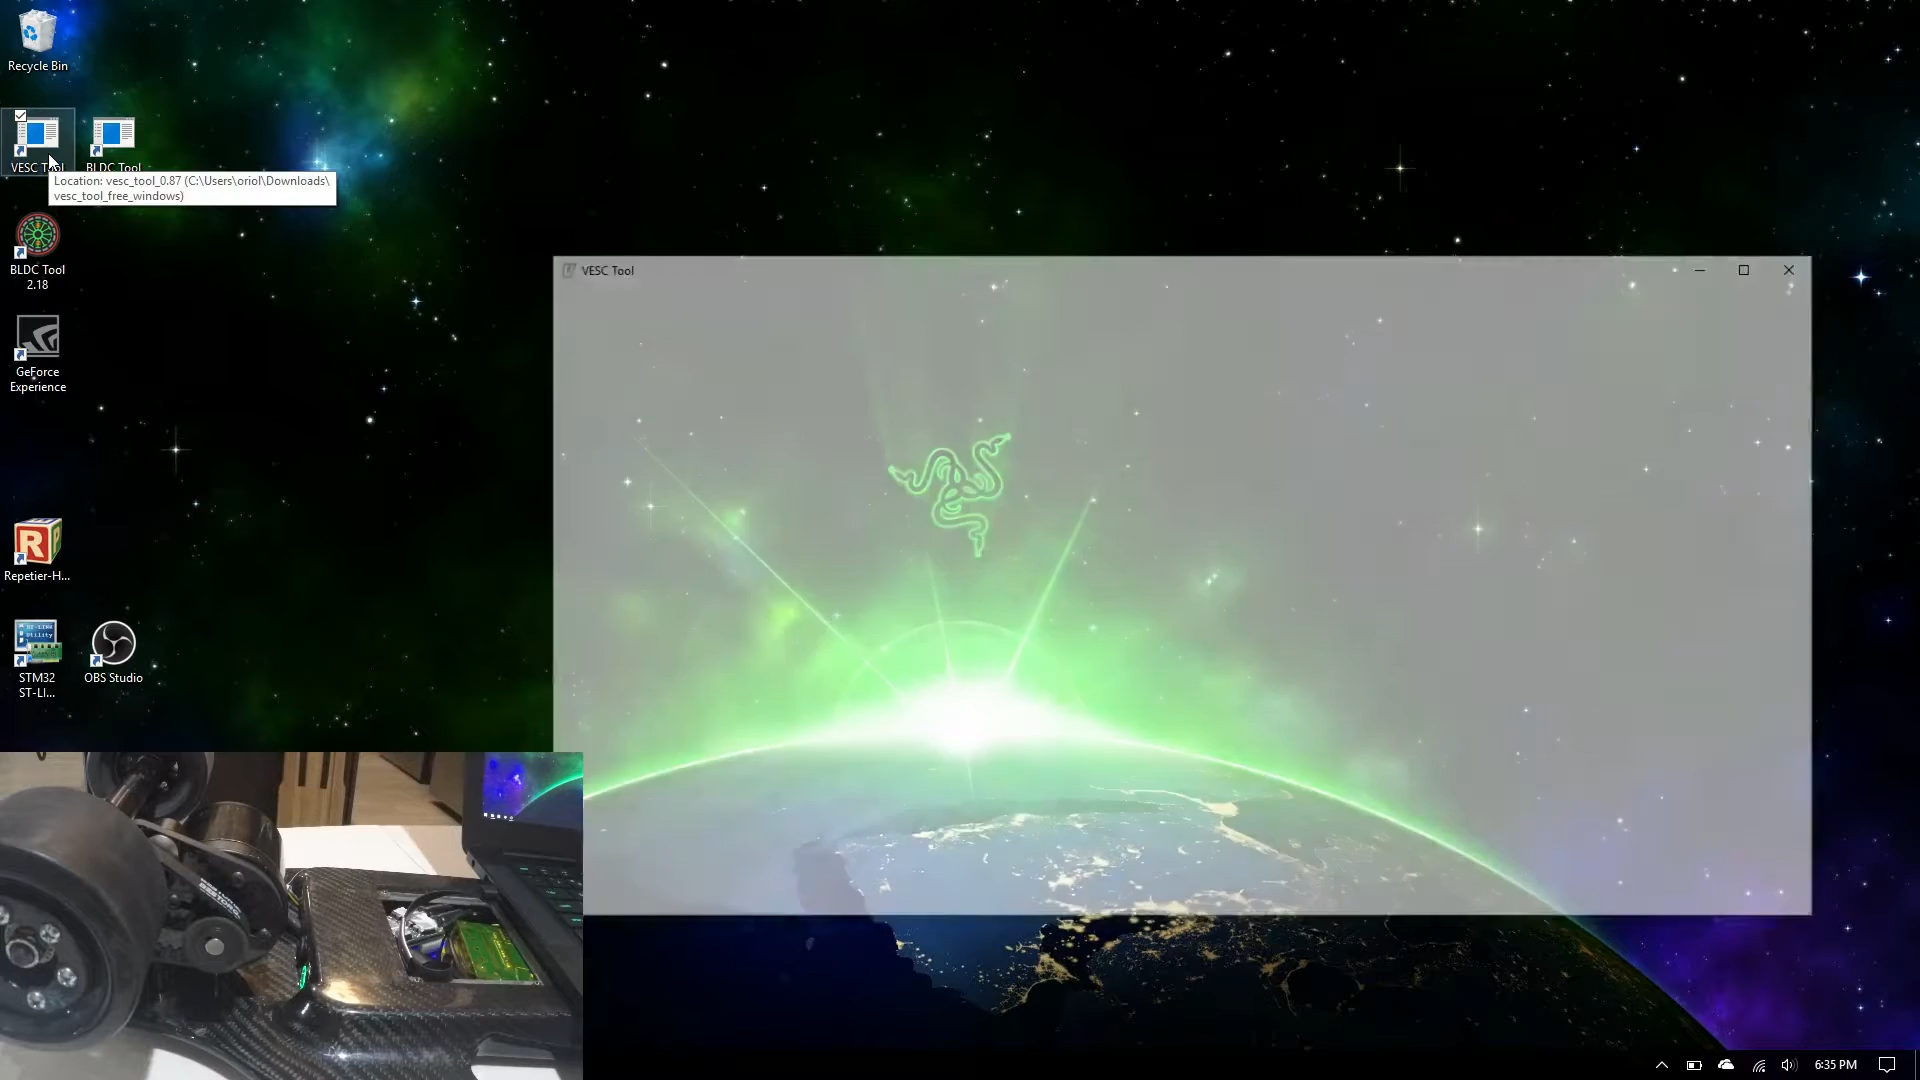 Recycle Bin
VESC Tool
BLDC Tool
Location: vesc_tool_0.87 (C:\Users\oriol\Downloads\
vesc_tool_free_windows)
BLDC Tool
2.18
GeForce
Experience
Repetier-H...
STM32
ST-LI...
OBS Studio
VESC Tool
6:35 PM